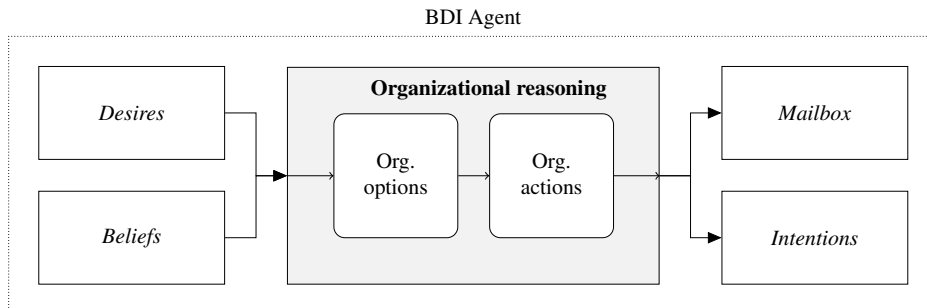 BDI Agent
Desires
Beliefs
Organizational reasoning
Org.
options
Org.
actions
Mailbox
Intentions